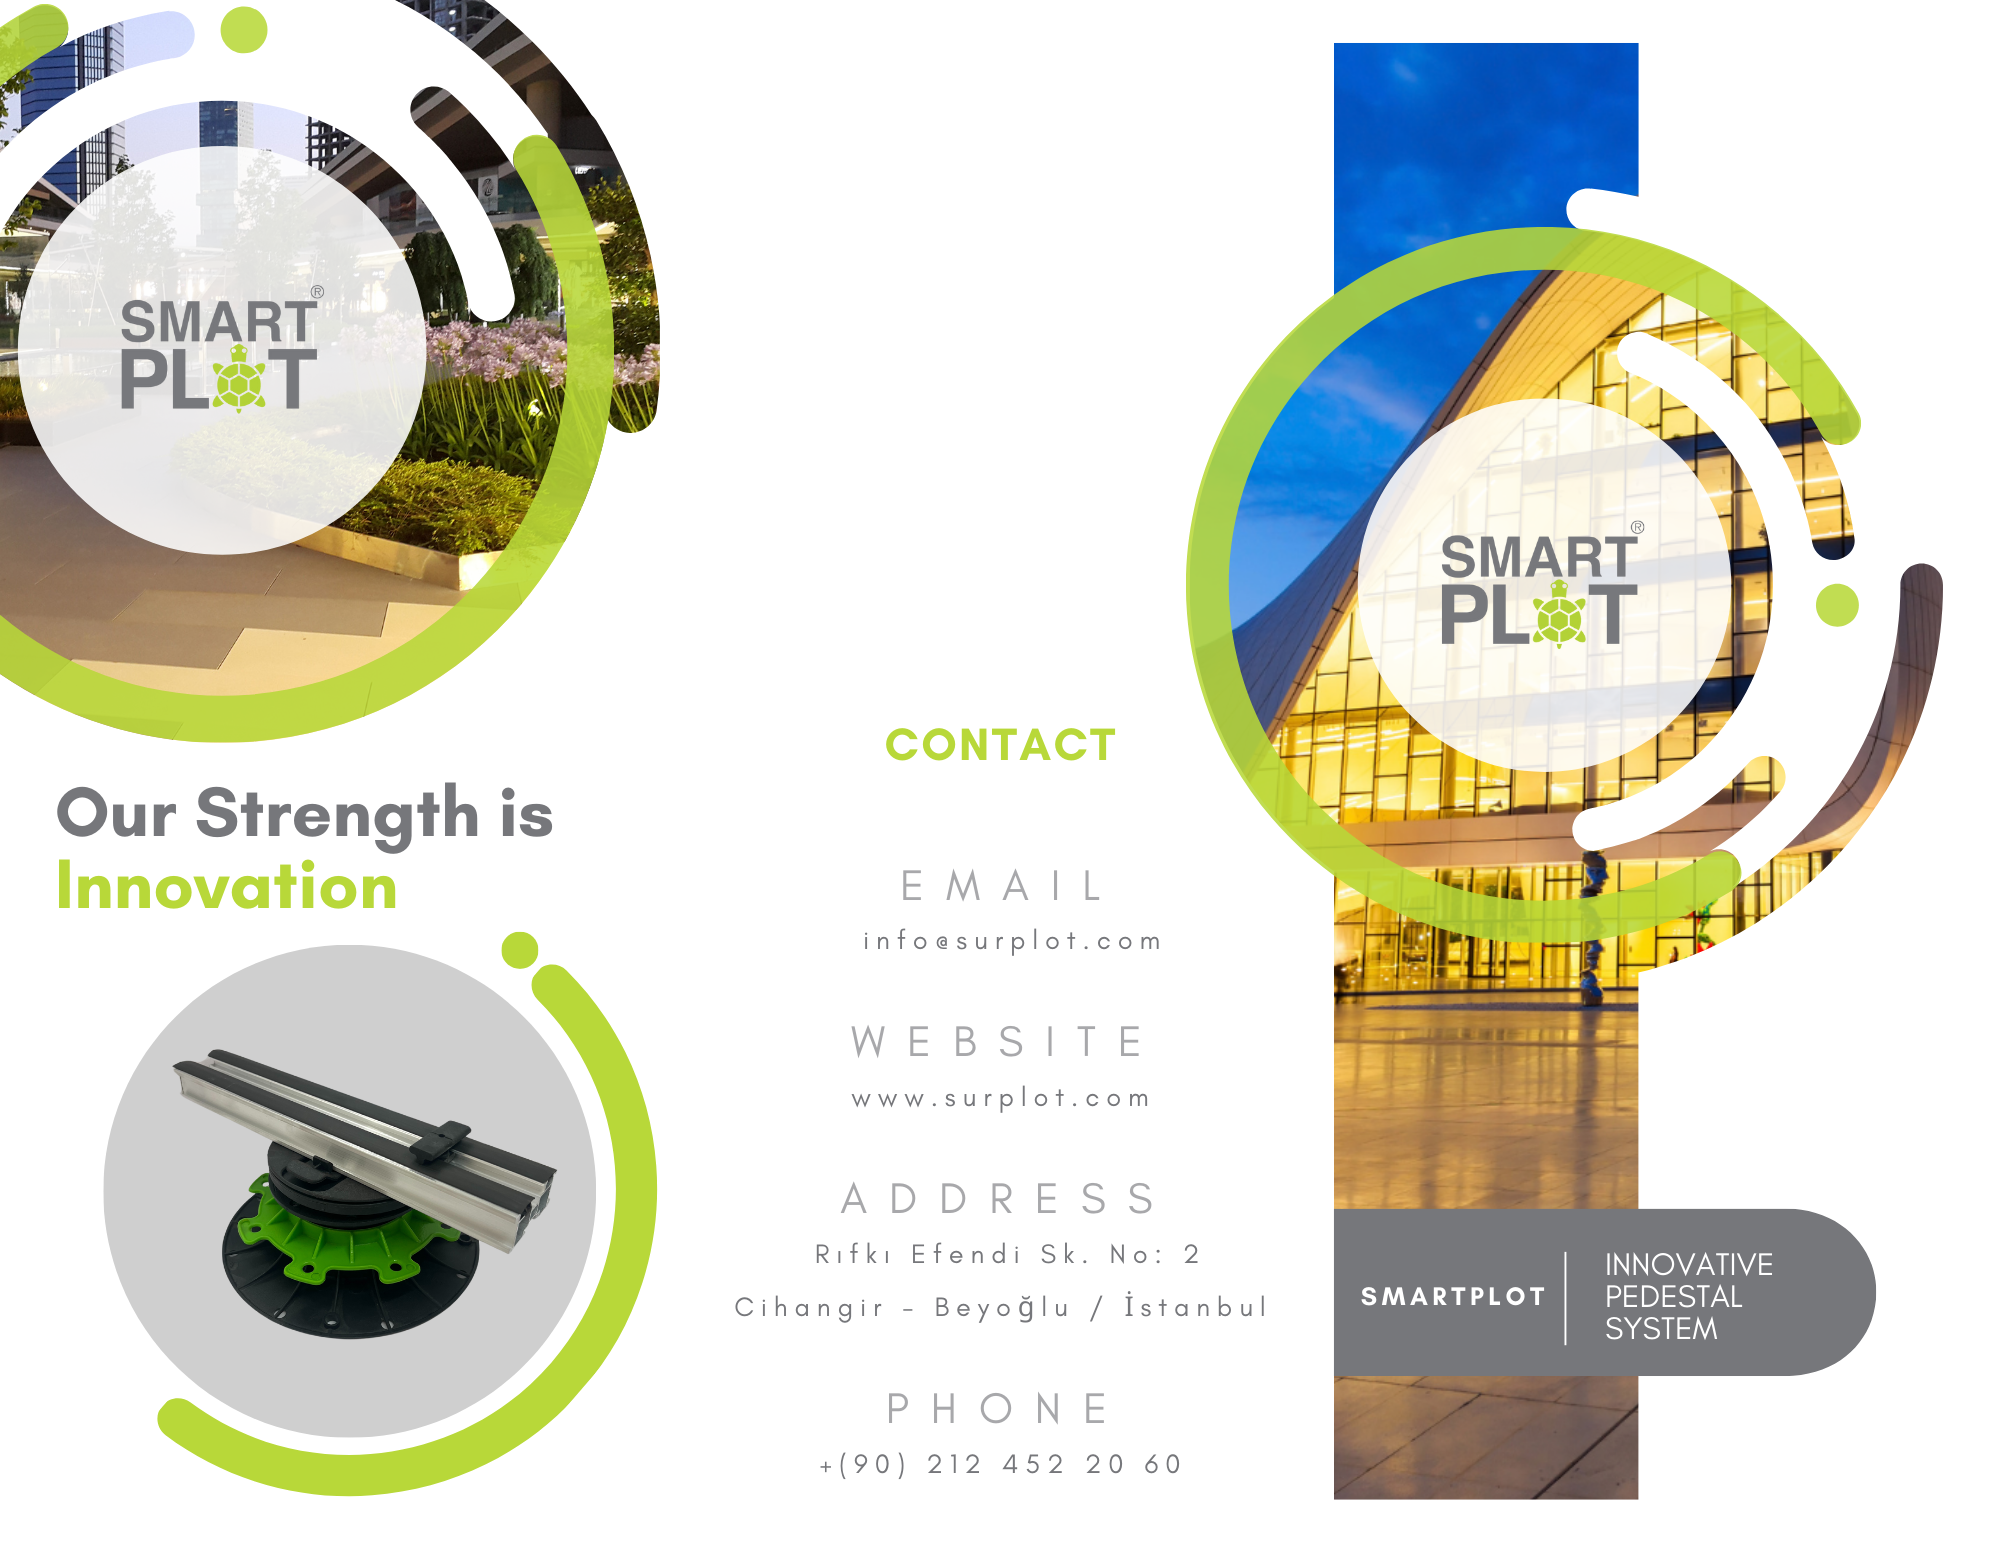 SMART®
PLOT
Our Strength is
Innovation
CONTACT
EMAIL
info@surplot.com
WEBSITE
www.surplot.com
ADDRESS
Rıfkı Efendi Sk. No: 2
Cihangir - Beyoğlu / İstanbul
PHONE
+(90) 212 452 20 60
SMART®
PLOT
SMARTPLOT
INNOVATIVE
PEDESTAL
SYSTEM